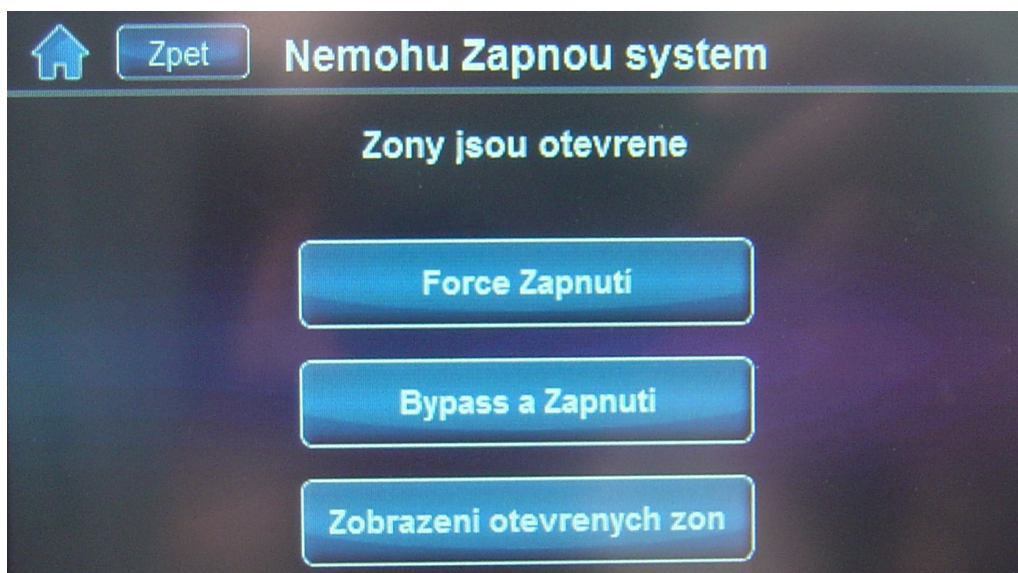 Zpet Nemohu Zapnou system
Zony jsou otevrene
Force Zapnutí
Bypass a Zapnuti
Zobrazeni otevrenych zon